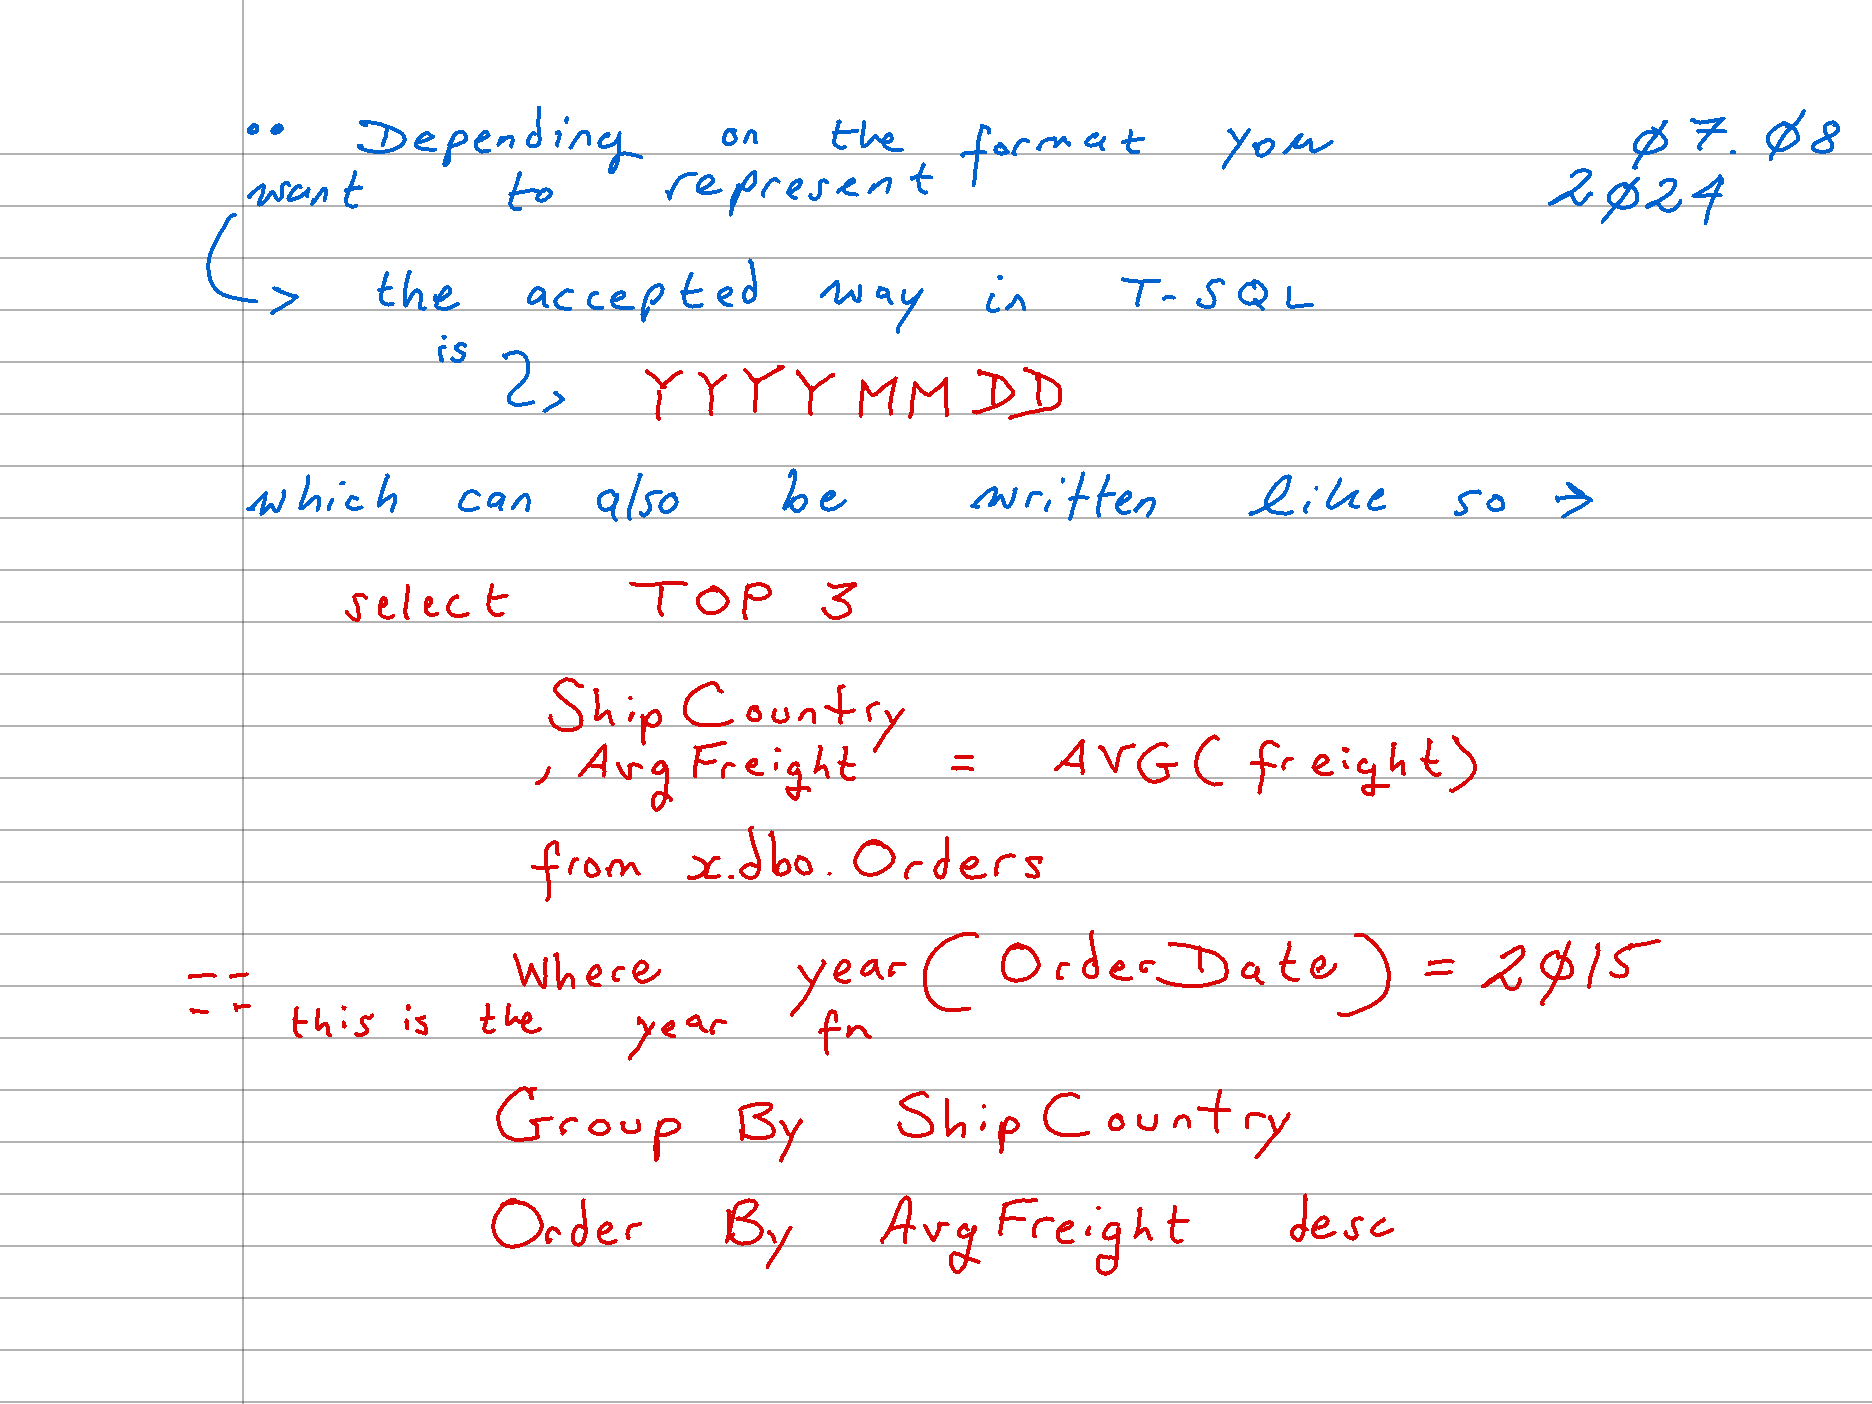 •• Depending on the format you 07.08
want to represent 2024
↳ the accepted way in T-SQL
is ↳ YYYYMMDD
which can also be written like so →
select TOP 3
ShipCountry
, AvgFreight = AVG(freight)
from x.dbo.Orders
-- Where year(OrderDate) = 2015
-- this is the year fn
Group By ShipCountry
Order By AvgFreight desc